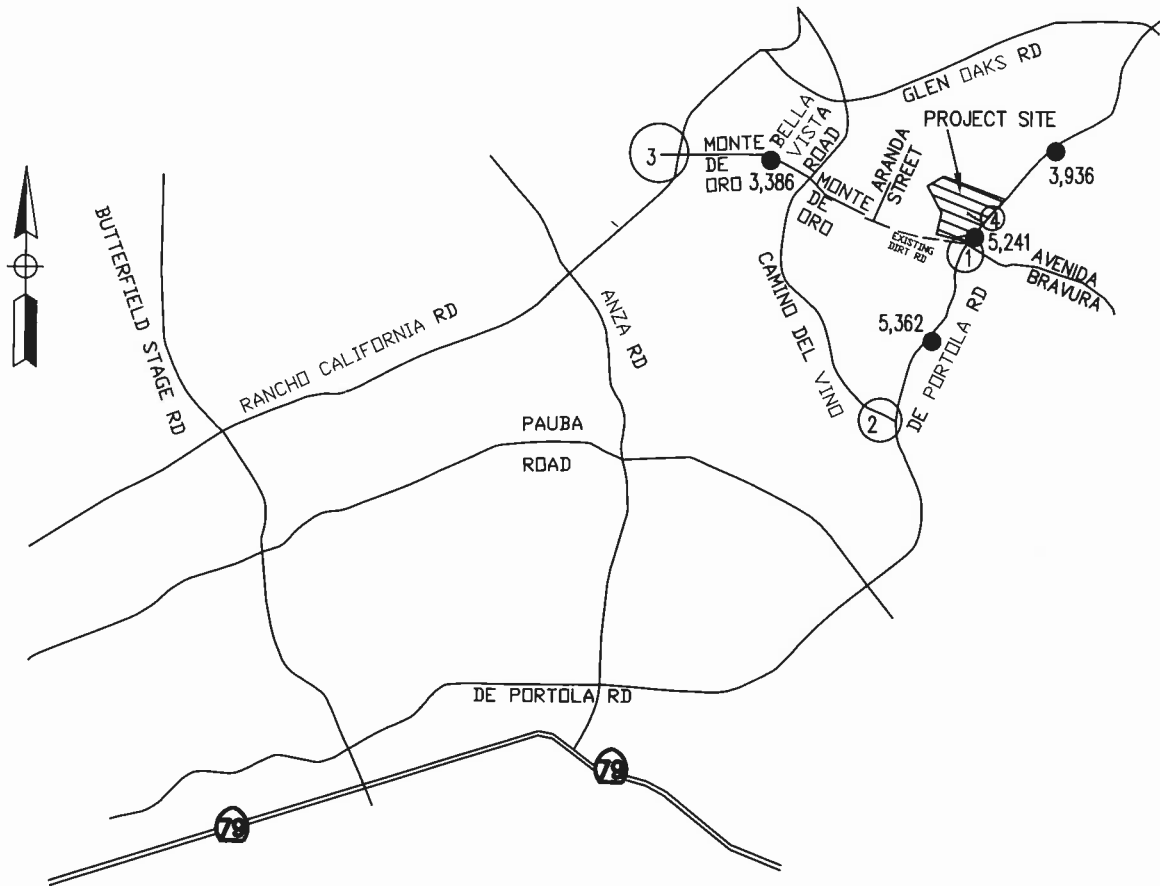 GLEN OAKS RD
PROJECT SITE
BELLA
VISTA
ROAD
MONTE
DE
ORO
3,386
3
ARANDA
STREET
MONTE
DE
ORO
3,936
4
5,241
EXISTING
DIRT RD
1
AVENIDA
BRAVURA
BUTTERFIELD STAGE RD
RANCHO CALIFORNIA RD
ANZA RD
CAMINO DEL VINO
5,362
DE PORTOLA RD
2
PAUBA
ROAD
DE PORTOLA RD
79
79